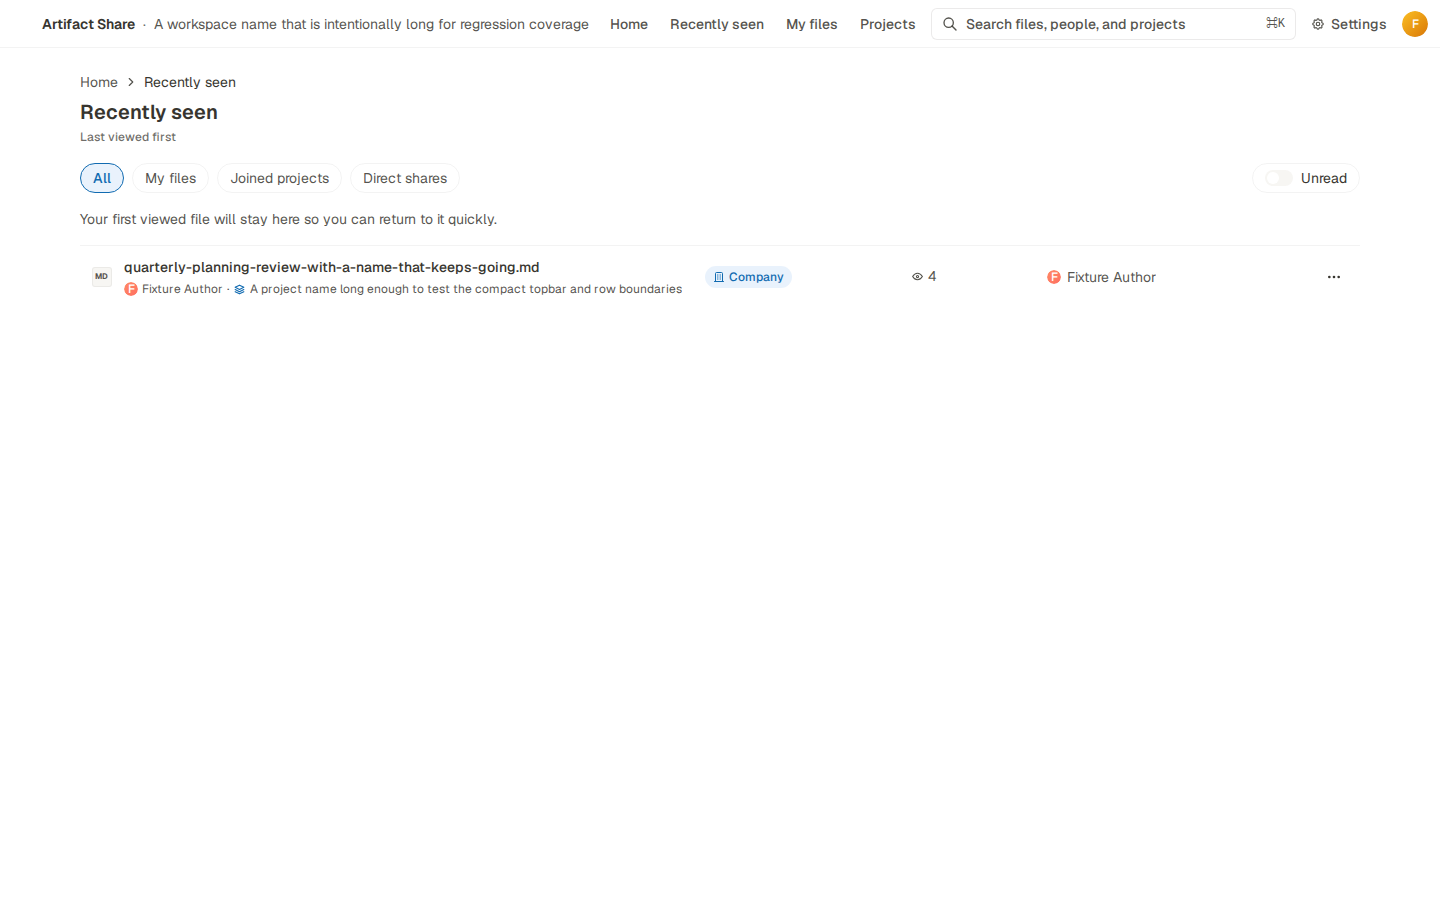 Artifact Share · A workspace name that is intentionally long for regression coverage Home Recently seen My files Projects Search files, people, and projects ⌘K Settings F
Home > Recently seen
Recently seen
Last viewed first
All My files Joined projects Direct shares Unread
Your first viewed file will stay here so you can return to it quickly.
MD quarterly-planning-review-with-a-name-that-keeps-going.md
F Fixture Author · A project name long enough to test the compact topbar and row boundaries
Company 4 F Fixture Author ···